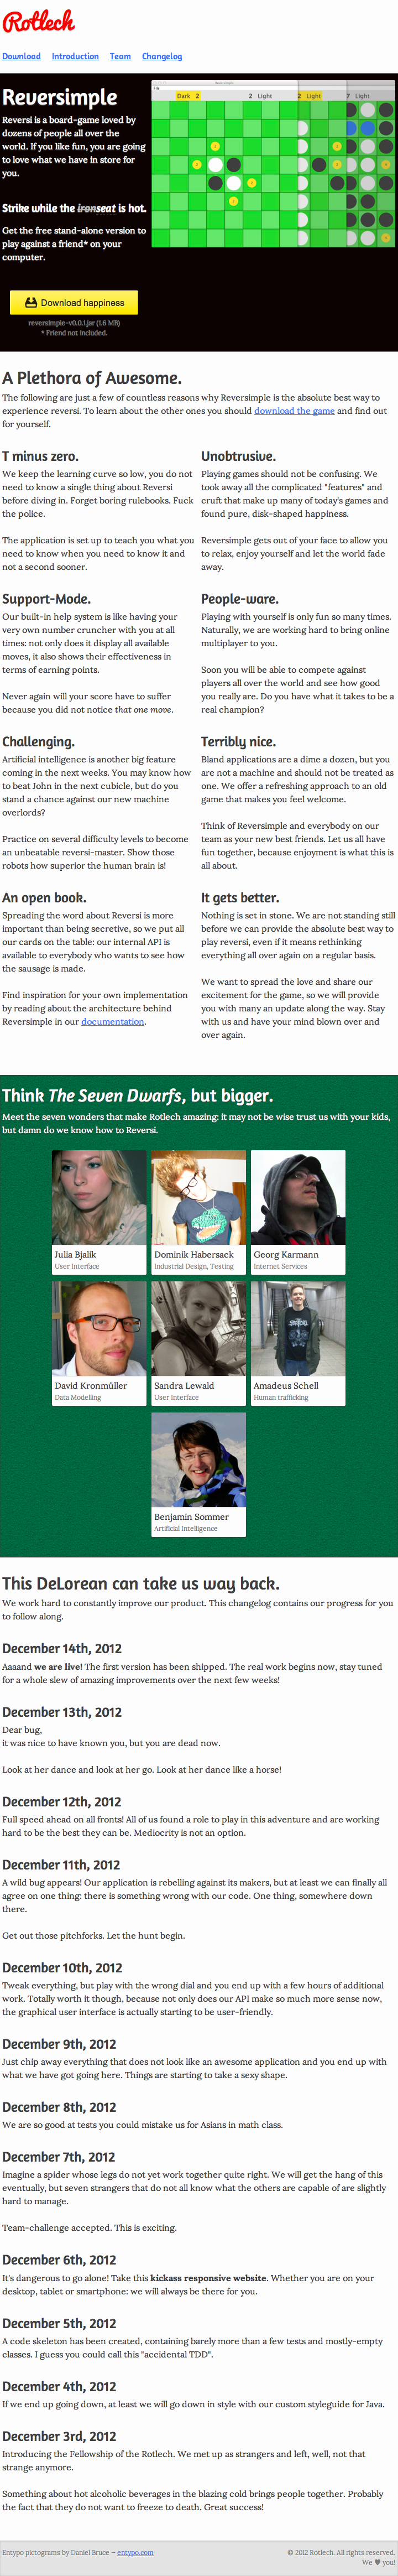 Rotlech
Download Introduction Team Changelog
Reversimple
Reversi is a board-game loved by
dozens of people all over the
world. If you like fun, you are going
to love what we have in store for
you.
Strike while the ironseat is hot.
Get the free stand-alone version to
play against a friend* on your
computer.
Download happiness
reversimple-v0.0.1.jar (1.6 MB)
* Friend not included.
File
Dark 2 2 Light 2 Light 7 Light
A Plethora of Awesome.
The following are just a few of countless reasons why Reversimple is the absolute best way to
experience reversi. To learn about the other ones you should download the game and find out
for yourself.
T minus zero.
We keep the learning curve so low, you do not
need to know a single thing about Reversi
before diving in. Forget boring rulebooks. Fuck
the police.
The application is set up to teach you what you
need to know when you need to know it and
not a second sooner.
Unobtrusive.
Playing games should not be confusing. We
took away all the complicated "features" and
cruft that make up many of today's games and
found pure, disk-shaped happiness.
Reversimple gets out of your face to allow you
to relax, enjoy yourself and let the world fade
away.
Support-Mode.
Our built-in help system is like having your
very own number cruncher with you at all
times: not only does it display all available
moves, it also shows their effectiveness in
terms of earning points.
Never again will your score have to suffer
because you did not notice that one move.
People-ware.
Playing with yourself is only fun so many times.
Naturally, we are working hard to bring online
multiplayer to you.
Soon you will be able to compete against
players all over the world and see how good
you really are. Do you have what it takes to be a
real champion?
Challenging.
Artificial intelligence is another big feature
coming in the next weeks. You may know how
to beat John in the next cubicle, but do you
stand a chance against our new machine
overlords?
Practice on several difficulty levels to become
an unbeatable reversi-master. Show those
robots how superior the human brain is!
Terribly nice.
Bland applications are a dime a dozen, but you
are not a machine and should not be treated as
one. We offer a refreshing approach to an old
game that makes you feel welcome.
Think of Reversimple and everybody on our
team as your new best friends. Let us all have
fun together, because enjoyment is what this is
all about.
An open book.
Spreading the word about Reversi is more
important than being secretive, so we put all
our cards on the table: our internal API is
available to everybody who wants to see how
the sausage is made.
Find inspiration for your own implementation
by reading about the architecture behind
Reversimple in our documentation.
It gets better.
Nothing is set in stone. We are not standing still
before we can provide the absolute best way to
play reversi, even if it means rethinking
everything all over again on a regular basis.
We want to spread the love and share our
excitement for the game, so we will provide
you with many an update along the way. Stay
with us and have your mind blown over and
over again.
Think The Seven Dwarfs, but bigger.
Meet the seven wonders that make Rotlech amazing: it may not be wise trust us with your kids,
but damn do we know how to Reversi.
Julia Bjalik
User Interface
Dominik Habersack
Industrial Design, Testing
Georg Karmann
Internet Services
David Kronmüller
Data Modelling
Sandra Lewald
User Interface
Amadeus Schell
Human trafficking
Benjamin Sommer
Artificial Intelligence
This DeLorean can take us way back.
We work hard to constantly improve our product. This changelog contains our progress for you
to follow along.
December 14th, 2012
Aaaand we are live! The first version has been shipped. The real work begins now, stay tuned
for a whole slew of amazing improvements over the next few weeks!
December 13th, 2012
Dear bug,
it was nice to have known you, but you are dead now.
Look at her dance and look at her go. Look at her dance like a horse!
December 12th, 2012
Full speed ahead on all fronts! All of us found a role to play in this adventure and are working
hard to be the best they can be. Mediocrity is not an option.
December 11th, 2012
A wild bug appears! Our application is rebelling against its makers, but at least we can finally all
agree on one thing: there is something wrong with our code. One thing, somewhere down
there.
Get out those pitchforks. Let the hunt begin.
December 10th, 2012
Tweak everything, but play with the wrong dial and you end up with a few hours of additional
work. Totally worth it though, because not only does our API make so much more sense now,
the graphical user interface is actually starting to be user-friendly.
December 9th, 2012
Just chip away everything that does not look like an awesome application and you end up with
what we have got going here. Things are starting to take a sexy shape.
December 8th, 2012
We are so good at tests you could mistake us for Asians in math class.
December 7th, 2012
Imagine a spider whose legs do not yet work together quite right. We will get the hang of this
eventually, but seven strangers that do not all know what the others are capable of are slightly
hard to manage.
Team-challenge accepted. This is exciting.
December 6th, 2012
It's dangerous to go alone! Take this kickass responsive website. Whether you are on your
desktop, tablet or smartphone: we will always be there for you.
December 5th, 2012
A code skeleton has been created, containing barely more than a few tests and mostly-empty
classes. I guess you could call this "accidental TDD".
December 4th, 2012
If we end up going down, at least we will go down in style with our custom styleguide for Java.
December 3rd, 2012
Introducing the Fellowship of the Rotlech. We met up as strangers and left, well, not that
strange anymore.
Something about hot alcoholic beverages in the blazing cold brings people together. Probably
the fact that they do not want to freeze to death. Great success!
Entypo pictograms by Daniel Bruce — entypo.com
© 2012 Rotlech. All rights reserved.
We ♥ you!